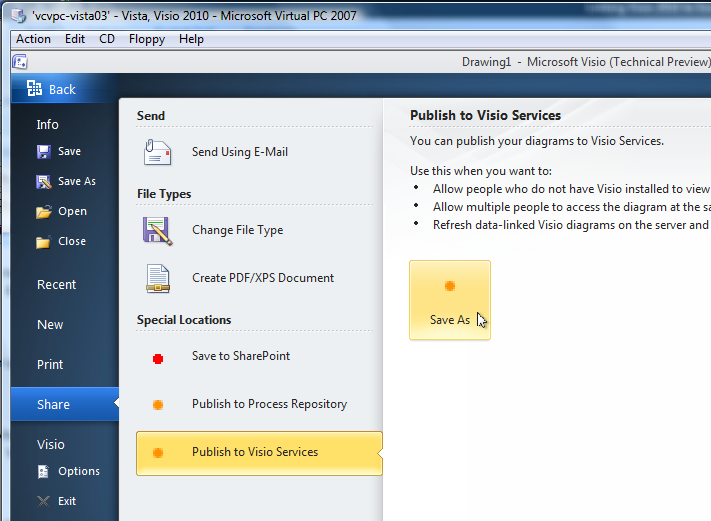 'vcvpc-vista03' - Vista, Visio 2010 - Microsoft Virtual PC 2007
Action Edit CD Floppy Help
Drawing1 - Microsoft Visio (Technical Preview)
Back
Info
Save
Save As
Open
Close
Recent
New
Print
Share
Visio
Options
Exit
Send
Send Using E-Mail
File Types
Change File Type
Create PDF/XPS Document
Special Locations
Save to SharePoint
Publish to Process Repository
Publish to Visio Services
Publish to Visio Services
You can publish your diagrams to Visio Services.
Use this when you want to:
• Allow people who do not have Visio installed to view
• Allow multiple people to access the diagram at the
• Refresh data-linked Visio diagrams on the server and
Save As